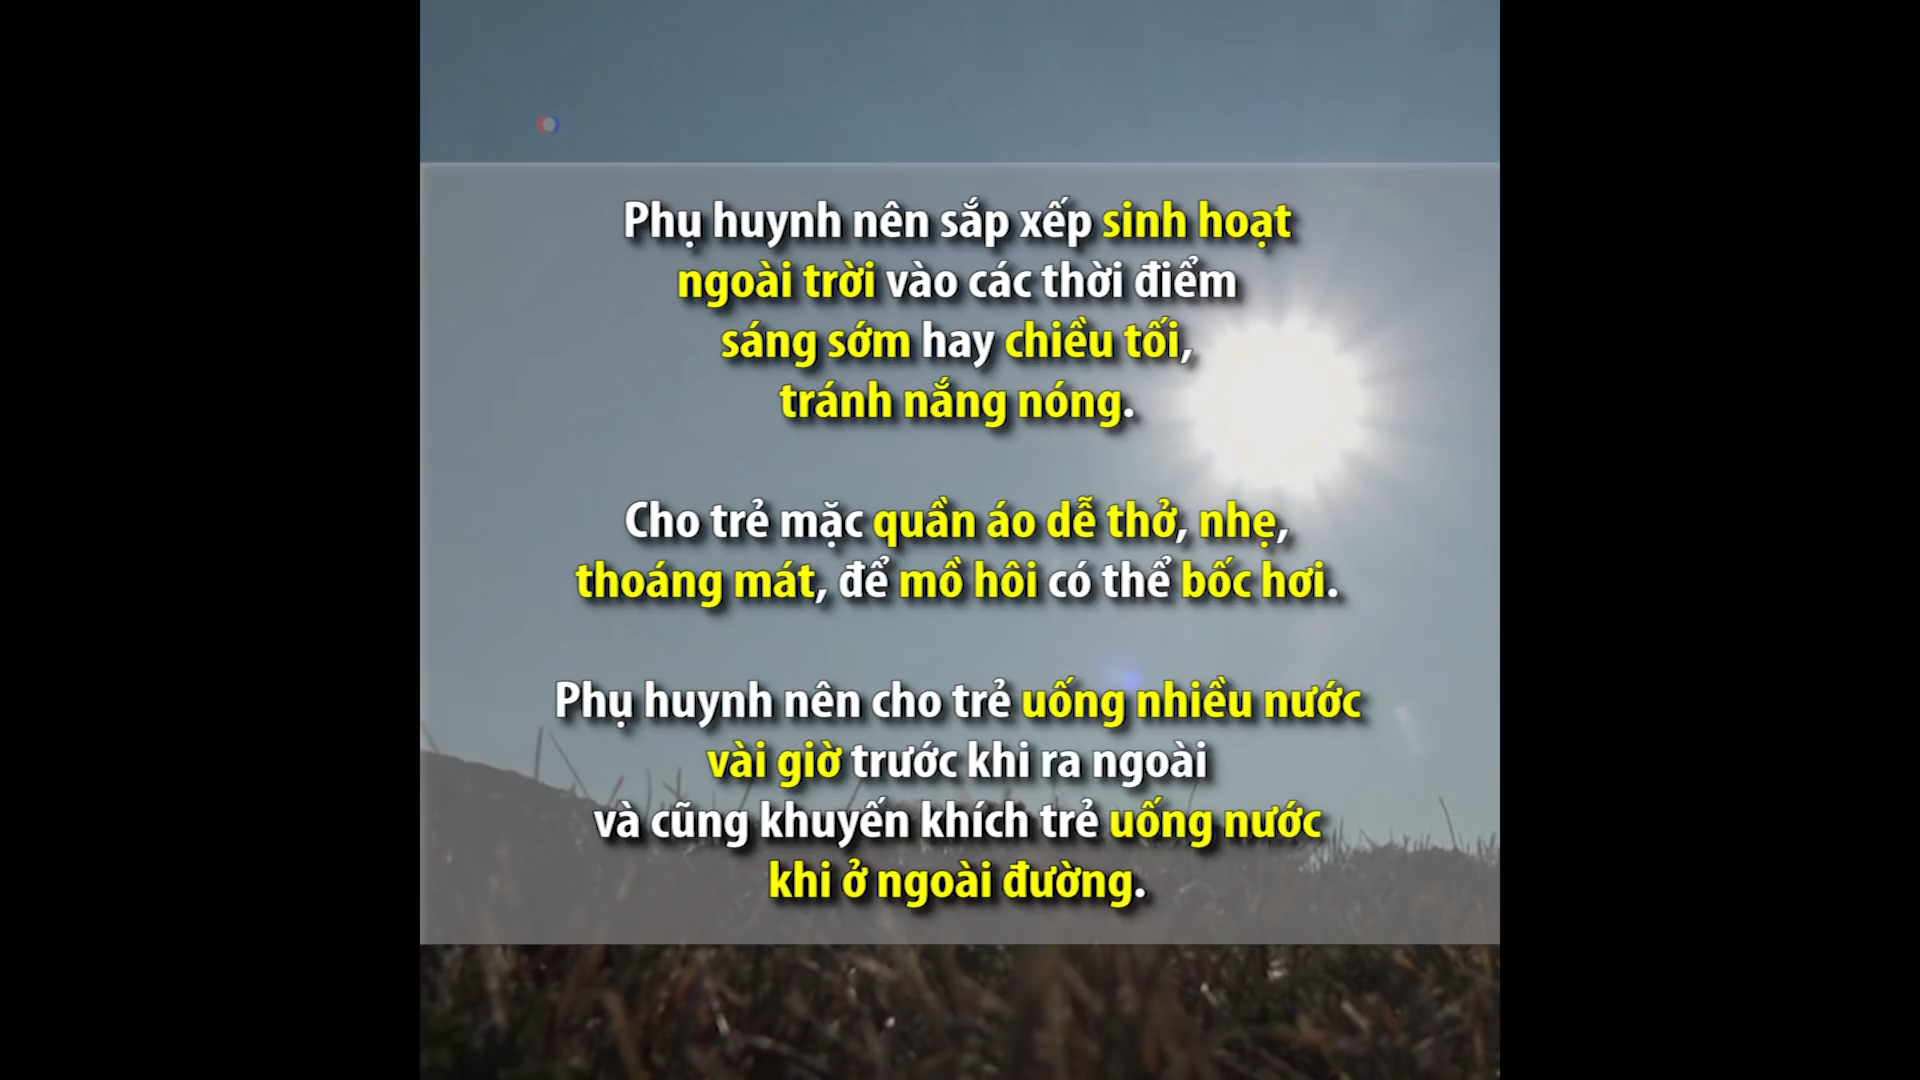 Phụ huynh nên sắp xếp sinh hoạt
ngoài trời vào các thời điểm
sáng sớm hay chiều tối,
tránh nắng nóng.
Cho trẻ mặc quần áo dễ thở, nhẹ,
thoáng mát, để mồ hôi có thể bốc hơi.
Phụ huynh nên cho trẻ uống nhiều nước
vài giờ trước khi ra ngoài
và cũng khuyến khích trẻ uống nước
khi ở ngoài đường.